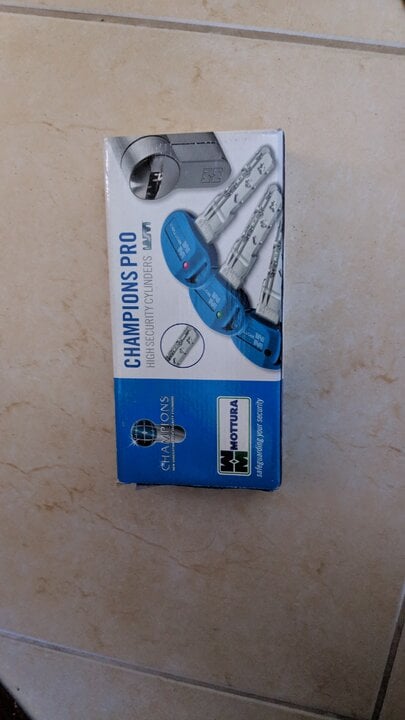 CHAMPIONS PRO
HIGH SECURITY CYLINDERS
CHAMPIONS
MOTTURA
safeguarding your security